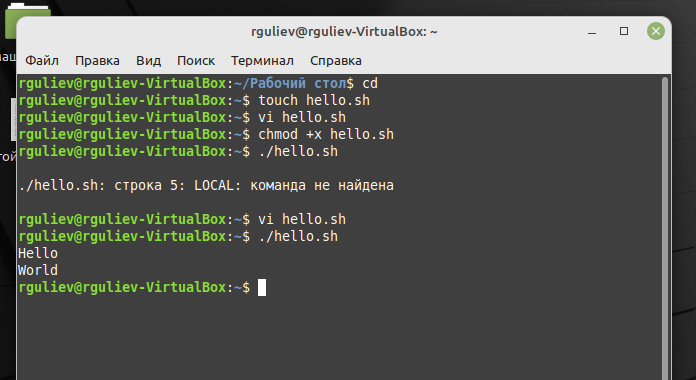 rguliev@rguliev-VirtualBox: ~
Файл Правка Вид Поиск Терминал Справка
rguliev@rguliev-VirtualBox:~/Рабочий стол$ cd
rguliev@rguliev-VirtualBox:~$ touch hello.sh
rguliev@rguliev-VirtualBox:~$ vi hello.sh
rguliev@rguliev-VirtualBox:~$ chmod +x hello.sh
rguliev@rguliev-VirtualBox:~$ ./hello.sh
./hello.sh: строка 5: LOCAL: команда не найдена
rguliev@rguliev-VirtualBox:~$ vi hello.sh
rguliev@rguliev-VirtualBox:~$ ./hello.sh
Hello
World
rguliev@rguliev-VirtualBox:~$